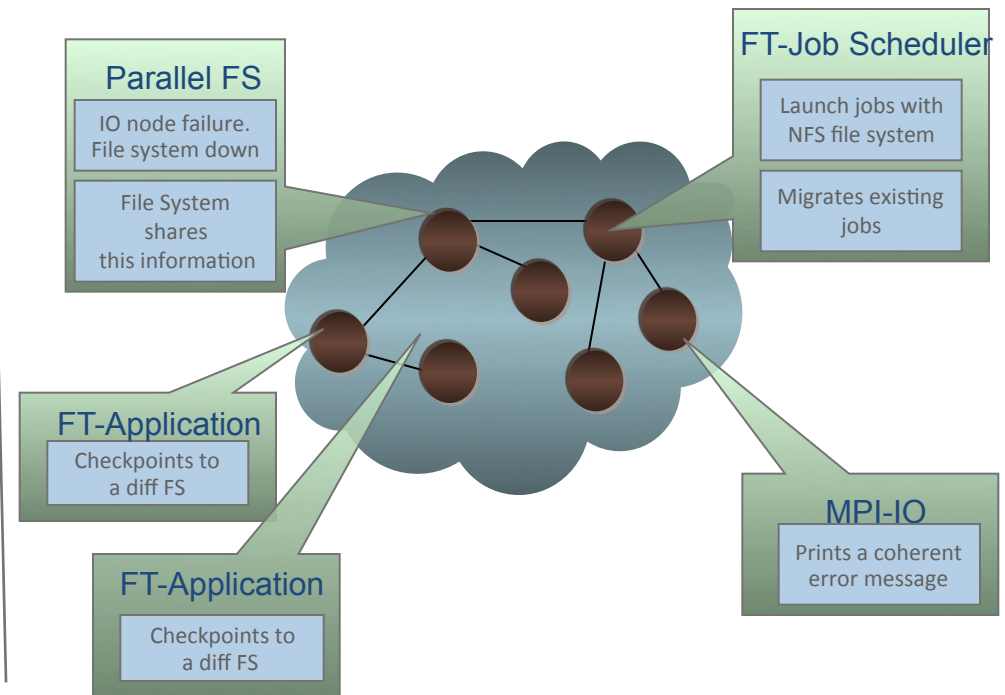 Parallel FS
IO node failure.
File system down
File System
shares
this information
FT-Job Scheduler
Launch jobs with
NFS file system
Migrates existing
jobs
FT-Application
Checkpoints to
a diff FS
FT-Application
Checkpoints to
a diff FS
MPI-IO
Prints a coherent
error message